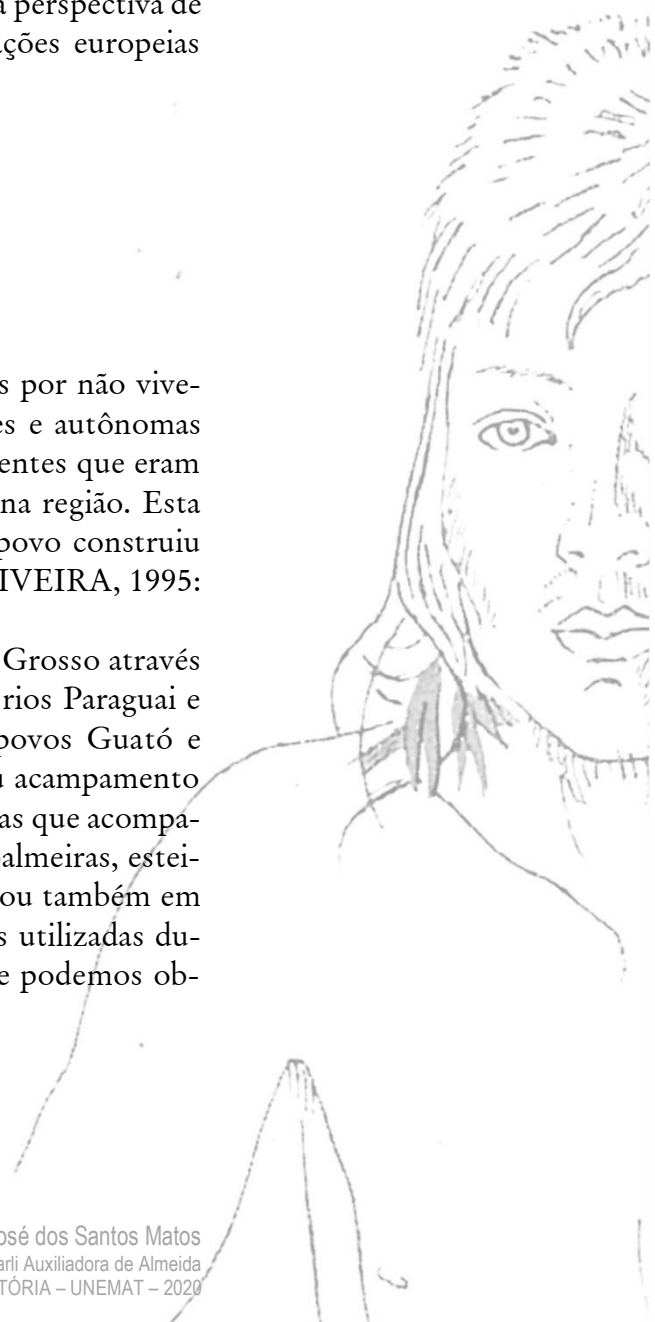 a perspectiva de
ações europeias
s por não vive-
es e autônomas
entes que eram
na região. Esta
povo construiu
IVEIRA, 1995:
Grosso através
rios Paraguai e
povos Guató e
u acampamento
as que acompa-
palmeiras, estei-
ou também em
s utilizadas du-
e podemos ob-
osé dos Santos Matos
arli Auxiliadora de Almeida
TÓRIA – UNEMAT – 2020